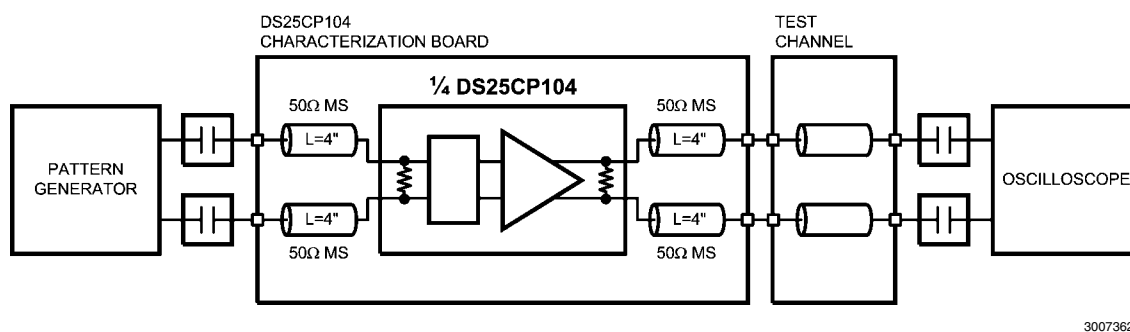 DS25CP104
CHARACTERIZATION BOARD
TEST
CHANNEL
¼ DS25CP104
50Ω MS
50Ω MS
L=4"
L=4"
PATTERN
GENERATOR
OSCILLOSCOPE
L=4"
L=4"
50Ω MS
50Ω MS